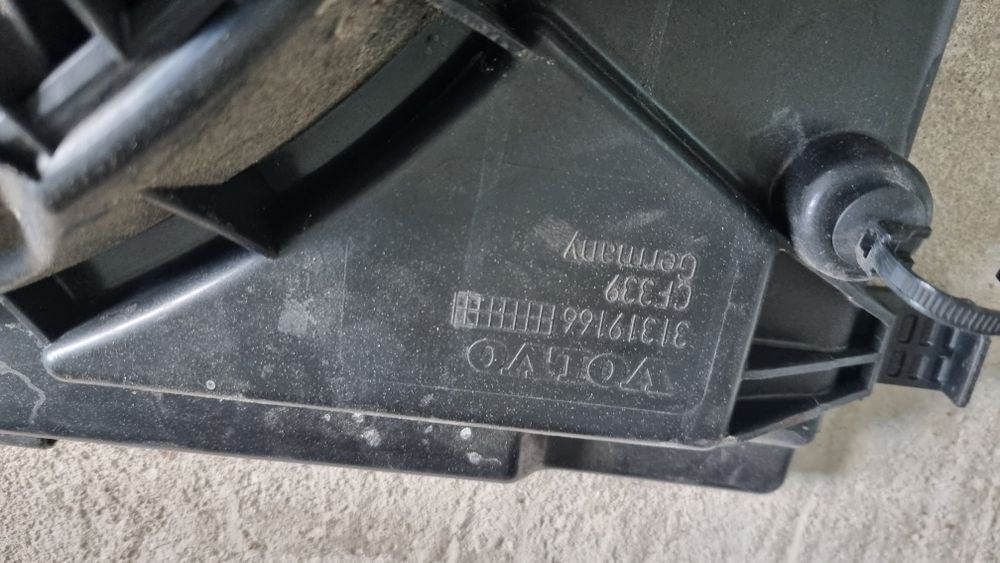 VOLVO
31319166
CF339
Germany